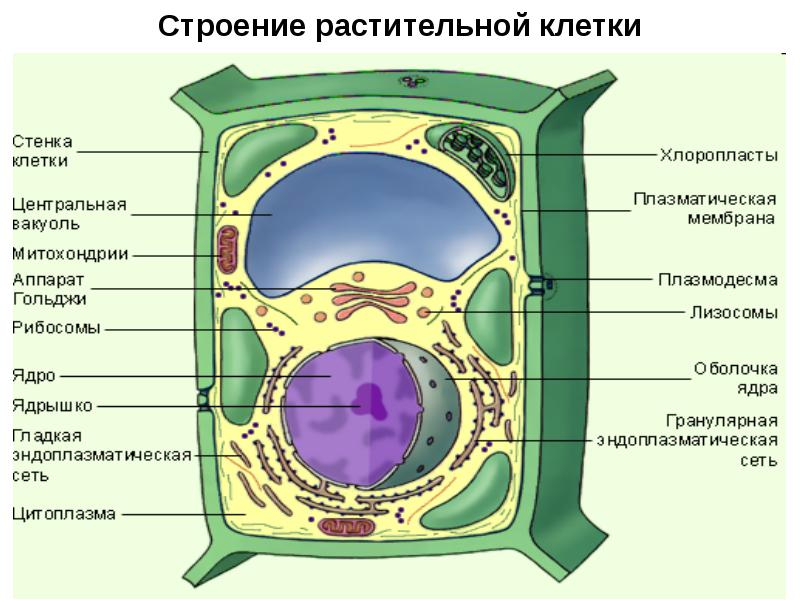 Строение растительной клетки
Стенка
клетки
Центральная
вакуоль
Митохондрии
Аппарат
Гольджи
Рибосомы
Ядро
Ядрышко
Гладкая
эндоплазматическая
сеть
Цитоплазма
Хлоропласты
Плазматическая
мембрана
Плазмодесма
Лизосомы
Оболочка
ядра
Гранулярная
эндоплазматическая
сеть